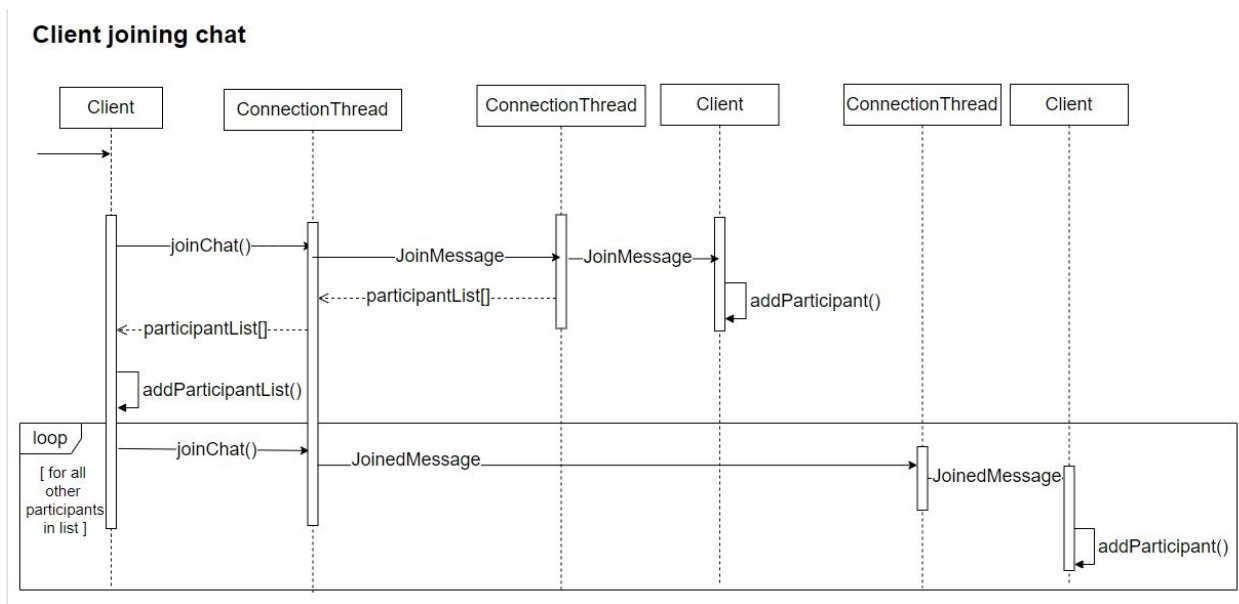 Client joining chat
Client
ConnectionThread
ConnectionThread
Client
ConnectionThread
Client
joinChat()
JoinMessage
JoinMessage
participantList[]
addParticipant()
participantList[]
addParticipantList()
loop
[ for all
other
participants
in list ]
joinChat()
JoinedMessage
JoinedMessage
addParticipant()